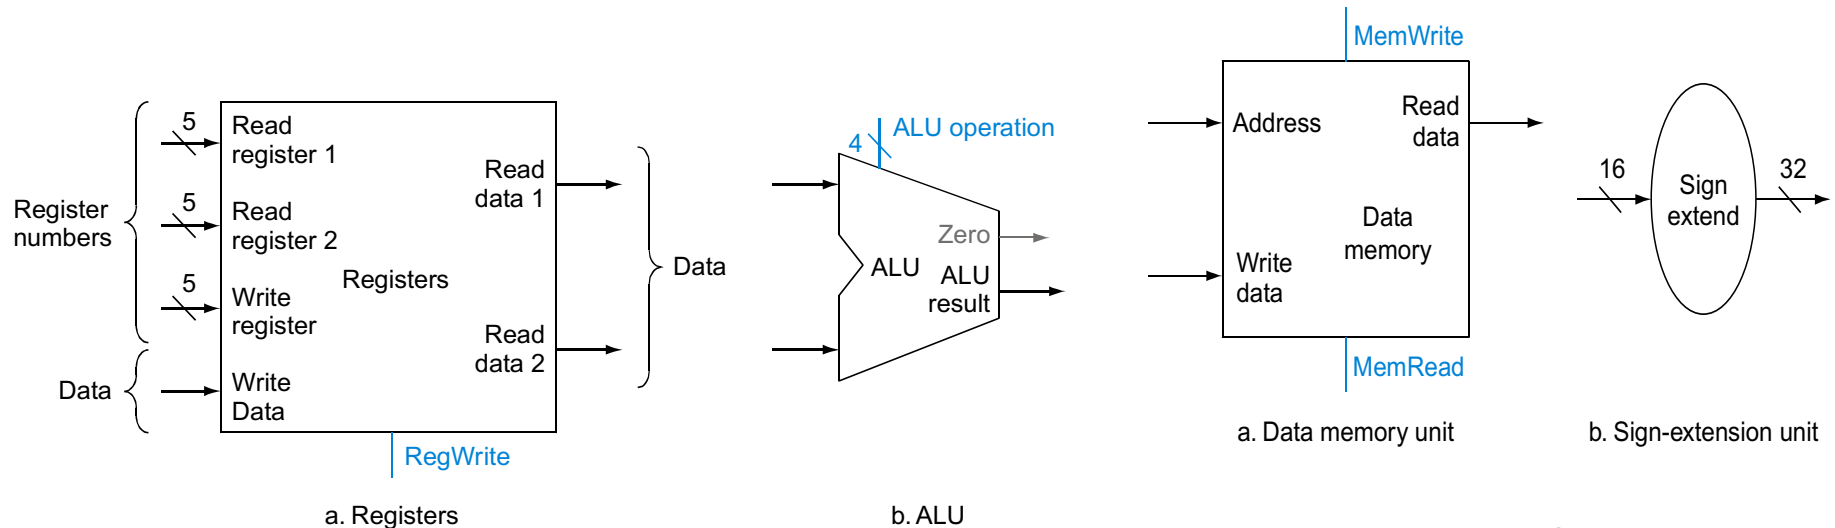 Register
numbers
Data
5
Read
register 1
5
Read
register 2
5
Write
register
Write
Data
Registers
Read
data 1
Read
data 2
Data
RegWrite
a. Registers
4
ALU operation
Zero
ALU
ALU
result
b. ALU
MemWrite
Address
Read
data
Data
memory
Write
data
MemRead
a. Data memory unit
16
Sign
extend
32
b. Sign-extension unit